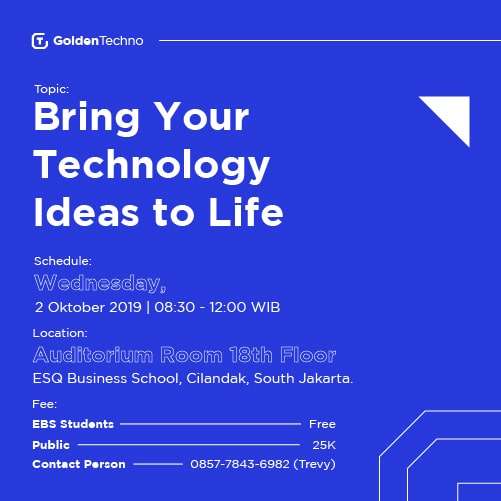 GoldenTechno
Topic:
Bring Your
Technology
Ideas to Life
Schedule:
Wednesday,
2 Oktober 2019 | 08:30 - 12:00 WIB
Location:
Auditorium Room 18th Floor
ESQ Business School, Cilandak, South Jakarta.
Fee:
EBS Students Free
Public 25K
Contact Person 0857-7843-6982 (Trevy)